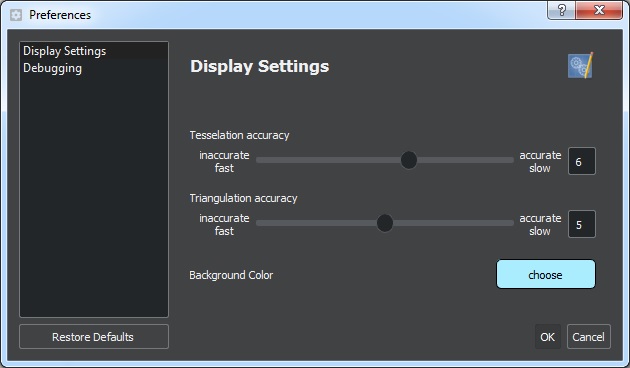 Preferences
Display Settings
Debugging
Display Settings
Tesselation accuracy
inaccurate
fast
accurate
slow
6
Triangulation accuracy
inaccurate
fast
accurate
slow
5
Background Color
choose
Restore Defaults
OK
Cancel